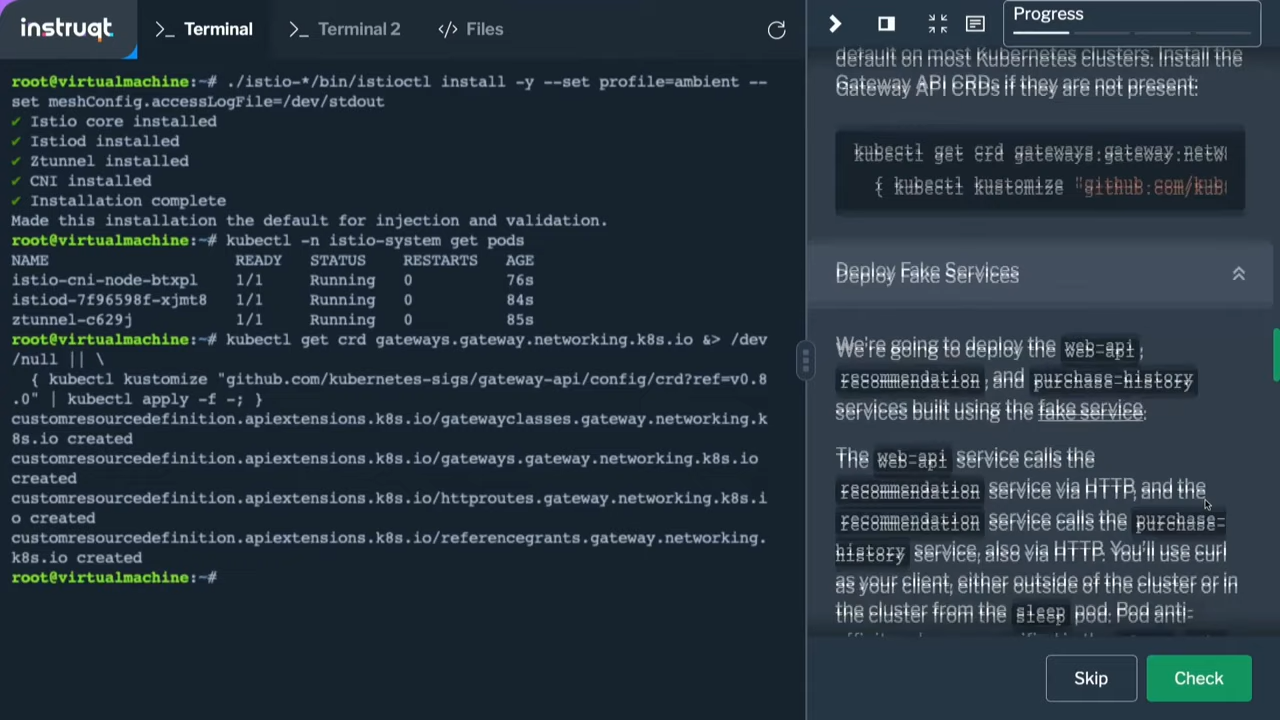 instruqt
>_ Terminal
>_ Terminal 2
</> Files
root@virtualmachine:~# ./istio-*/bin/istioctl install -y --set profile=ambient --
set meshConfig.accessLogFile=/dev/stdout
✔ Istio core installed
✔ Istiod installed
✔ Ztunnel installed
✔ CNI installed
✔ Installation complete
Made this installation the default for injection and validation.
root@virtualmachine:~# kubectl -n istio-system get pods
NAME READY STATUS RESTARTS AGE
istio-cni-node-btxpl 1/1 Running 0 76s
istiod-7f96598f-xjmt8 1/1 Running 0 84s
ztunnel-c629j 1/1 Running 0 85s
root@virtualmachine:~# kubectl get crd gateways.gateway.networking.k8s.io &> /dev
/null || \
{ kubectl kustomize "github.com/kubernetes-sigs/gateway-api/config/crd?ref=v0.8
.0" | kubectl apply -f -; }
customresourcedefinition.apiextensions.k8s.io/gatewayclasses.gateway.networking.k
8s.io created
customresourcedefinition.apiextensions.k8s.io/gateways.gateway.networking.k8s.io
created
customresourcedefinition.apiextensions.k8s.io/httproutes.gateway.networking.k8s.i
o created
customresourcedefinition.apiextensions.k8s.io/referencegrants.gateway.networking.
k8s.io created
root@virtualmachine:~#
Progress
default on most Kubernetes clusters. Install the
Gateway API CRDs if they are not present:
kubectl get crd gateways.gateway.netw
{ kubectl kustomize "github.com/kub
Deploy Fake Services
We're going to deploy the web-api,
recommendation, and purchase-history
services built using the fake service.
The web-api service calls the
recommendation service via HTTP, and the
recommendation service calls the purchase-
history service, also via HTTP. You'll use curl
as your client, either outside of the cluster or in
the cluster from the sleep pod. Pod anti-
Skip
Check